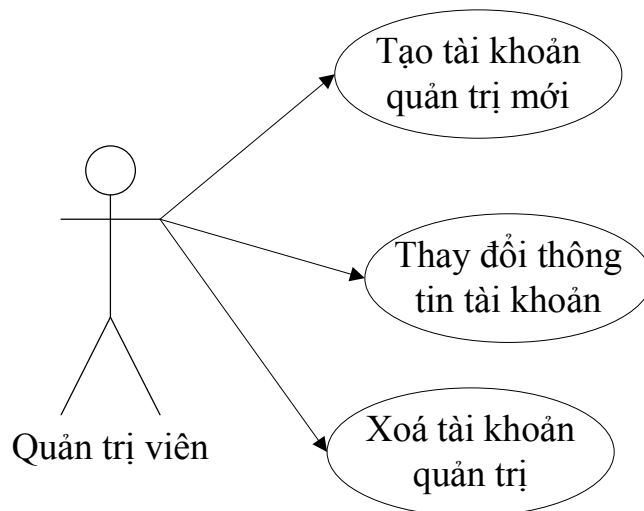 Tạo tài khoản
quản trị mới
Thay đổi thông
tin tài khoản
Xoá tài khoản
quản trị
Quản trị viên